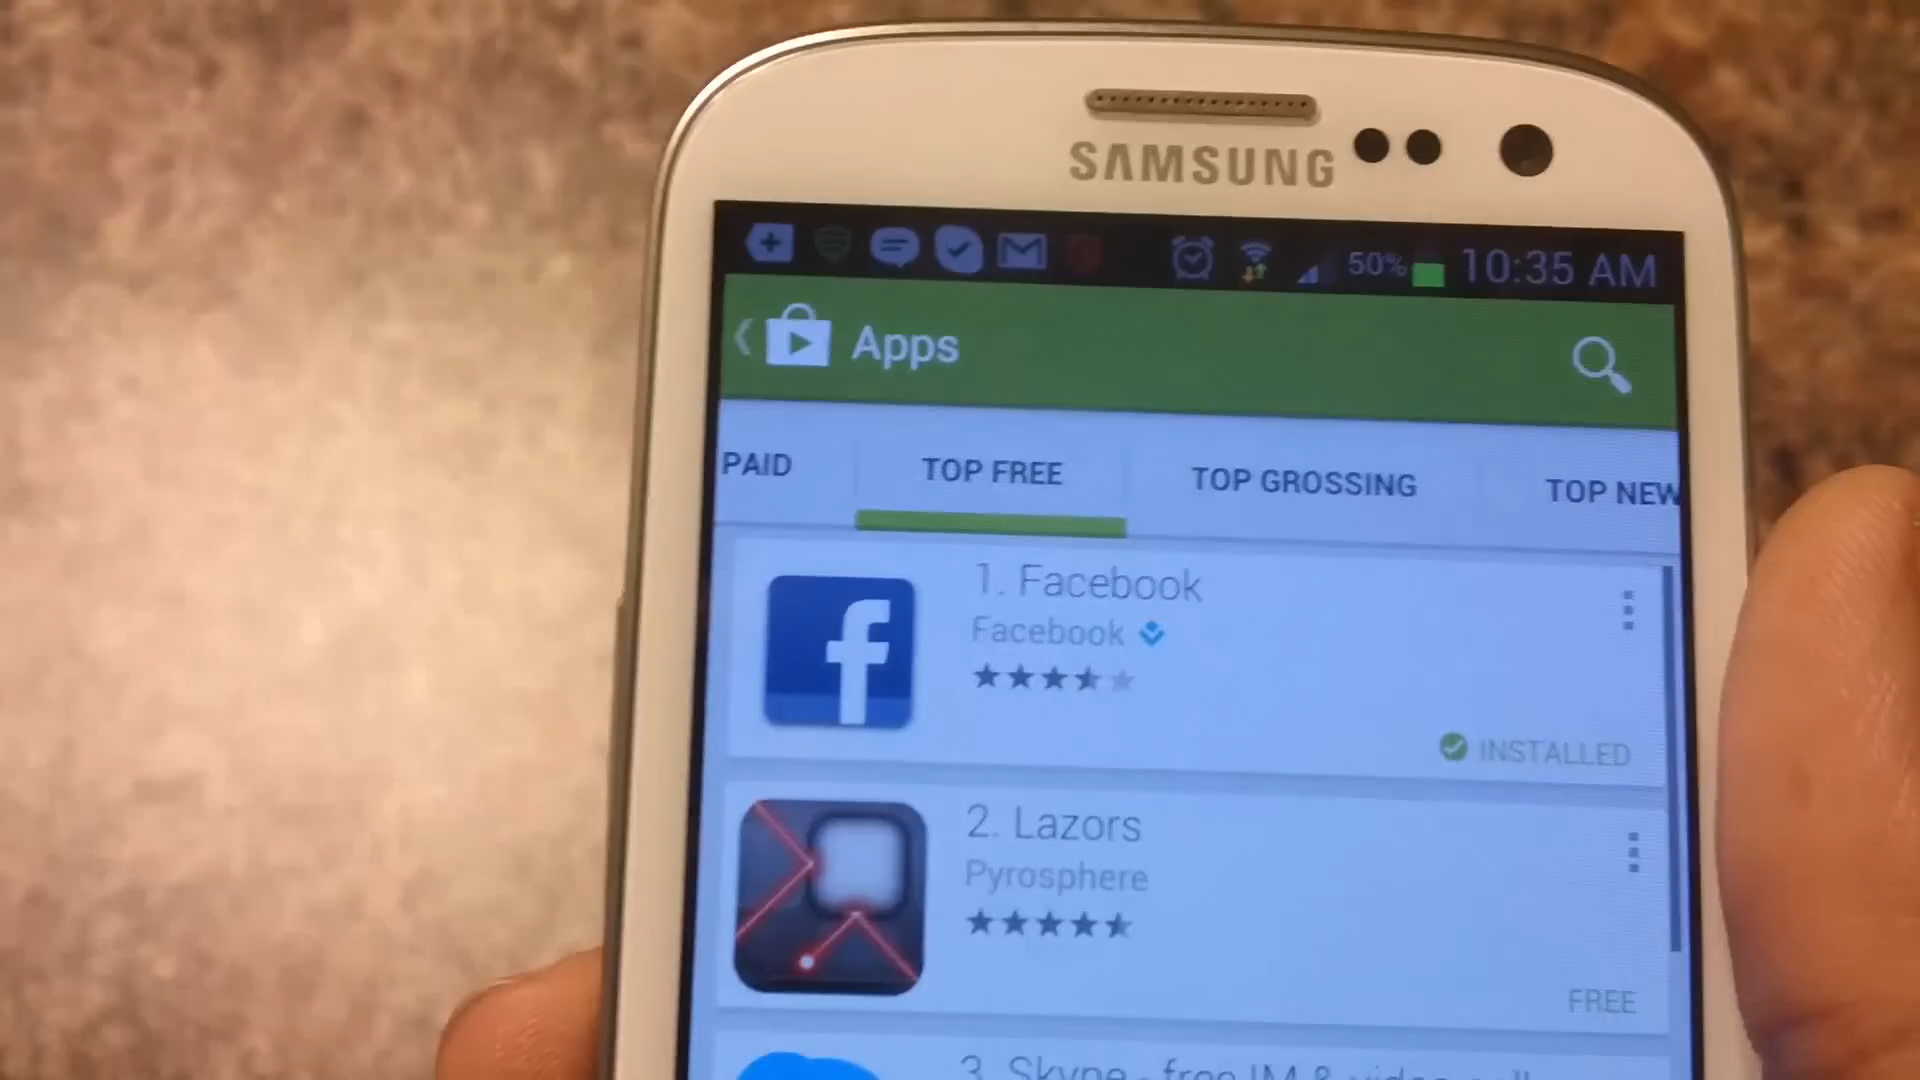 SAMSUNG
50% 10:35 AM
Apps
PAID TOP FREE TOP GROSSING TOP NEW
1. Facebook
Facebook
INSTALLED
2. Lazors
Pyrosphere
FREE
3. Skype - free IM & video call